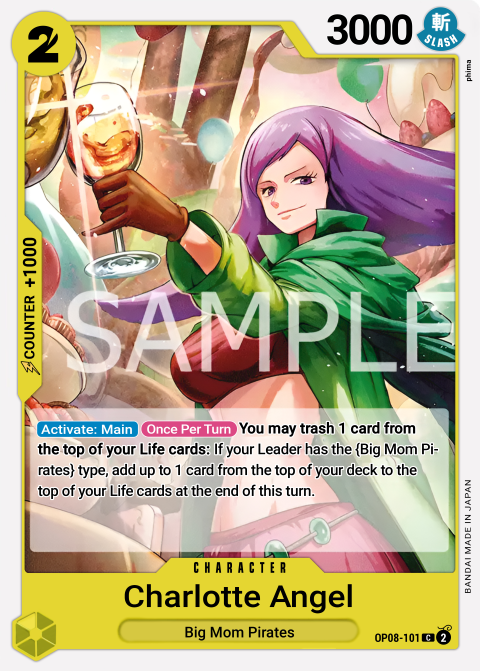 2
3000
斬
SLASH
phima
COUNTER +1000
SAMPLE
Activate: Main Once Per Turn You may trash 1 card from
the top of your Life cards: If your Leader has the {Big Mom Pi-
rates} type, add up to 1 card from the top of your deck to the
top of your Life cards at the end of this turn.
BANDAI MADE IN JAPAN
CHARACTER
Charlotte Angel
Big Mom Pirates
OP08-101 C 2